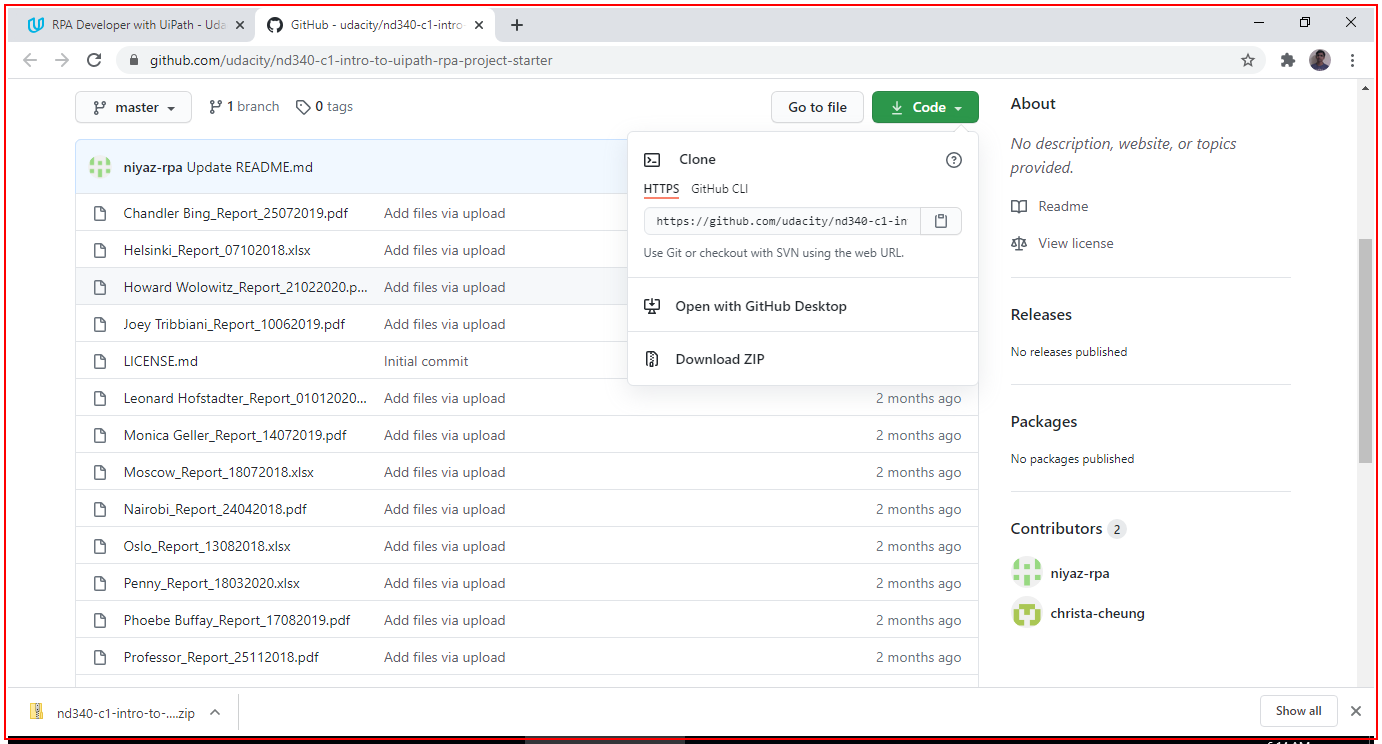 RPA Developer with UiPath - Uda
GitHub - udacity/nd340-c1-intro-
github.com/udacity/nd340-c1-intro-to-uipath-rpa-project-starter
master
1 branch
0 tags
Go to file
Code
About
No description, website, or topics
provided.
Readme
View license
Releases
No releases published
Packages
No packages published
Contributors 2
niyaz-rpa
christa-cheung
niyaz-rpa Update README.md
Clone
HTTPS GitHub CLI
https://github.com/udacity/nd340-c1-in
Use Git or checkout with SVN using the web URL.
Open with GitHub Desktop
Download ZIP
Chandler Bing_Report_25072019.pdf Add files via upload
Helsinki_Report_07102018.xlsx Add files via upload
Howard Wolowitz_Report_21022020.p... Add files via upload
Joey Tribbiani_Report_10062019.pdf Add files via upload
LICENSE.md Initial commit
Leonard Hofstadter_Report_01012020... Add files via upload 2 months ago
Monica Geller_Report_14072019.pdf Add files via upload 2 months ago
Moscow_Report_18072018.xlsx Add files via upload 2 months ago
Nairobi_Report_24042018.pdf Add files via upload 2 months ago
Oslo_Report_13082018.xlsx Add files via upload 2 months ago
Penny_Report_18032020.xlsx Add files via upload 2 months ago
Phoebe Buffay_Report_17082019.pdf Add files via upload 2 months ago
Professor_Report_25112018.pdf Add files via upload 2 months ago
nd340-c1-intro-to-....zip
Show all